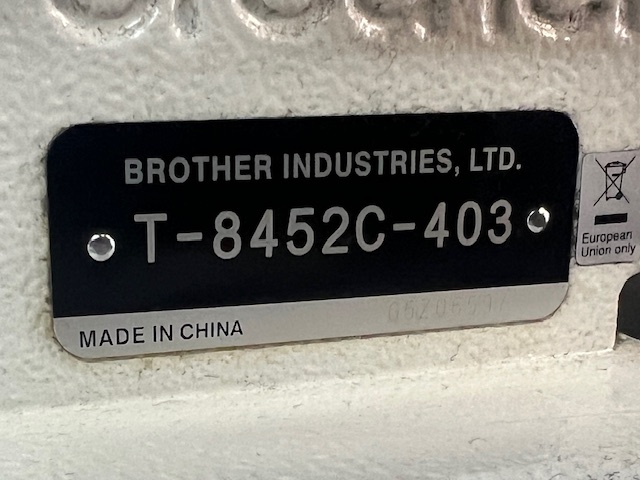 BROTHER INDUSTRIES, LTD.
T-8452C-403
MADE IN CHINA
European
Union only